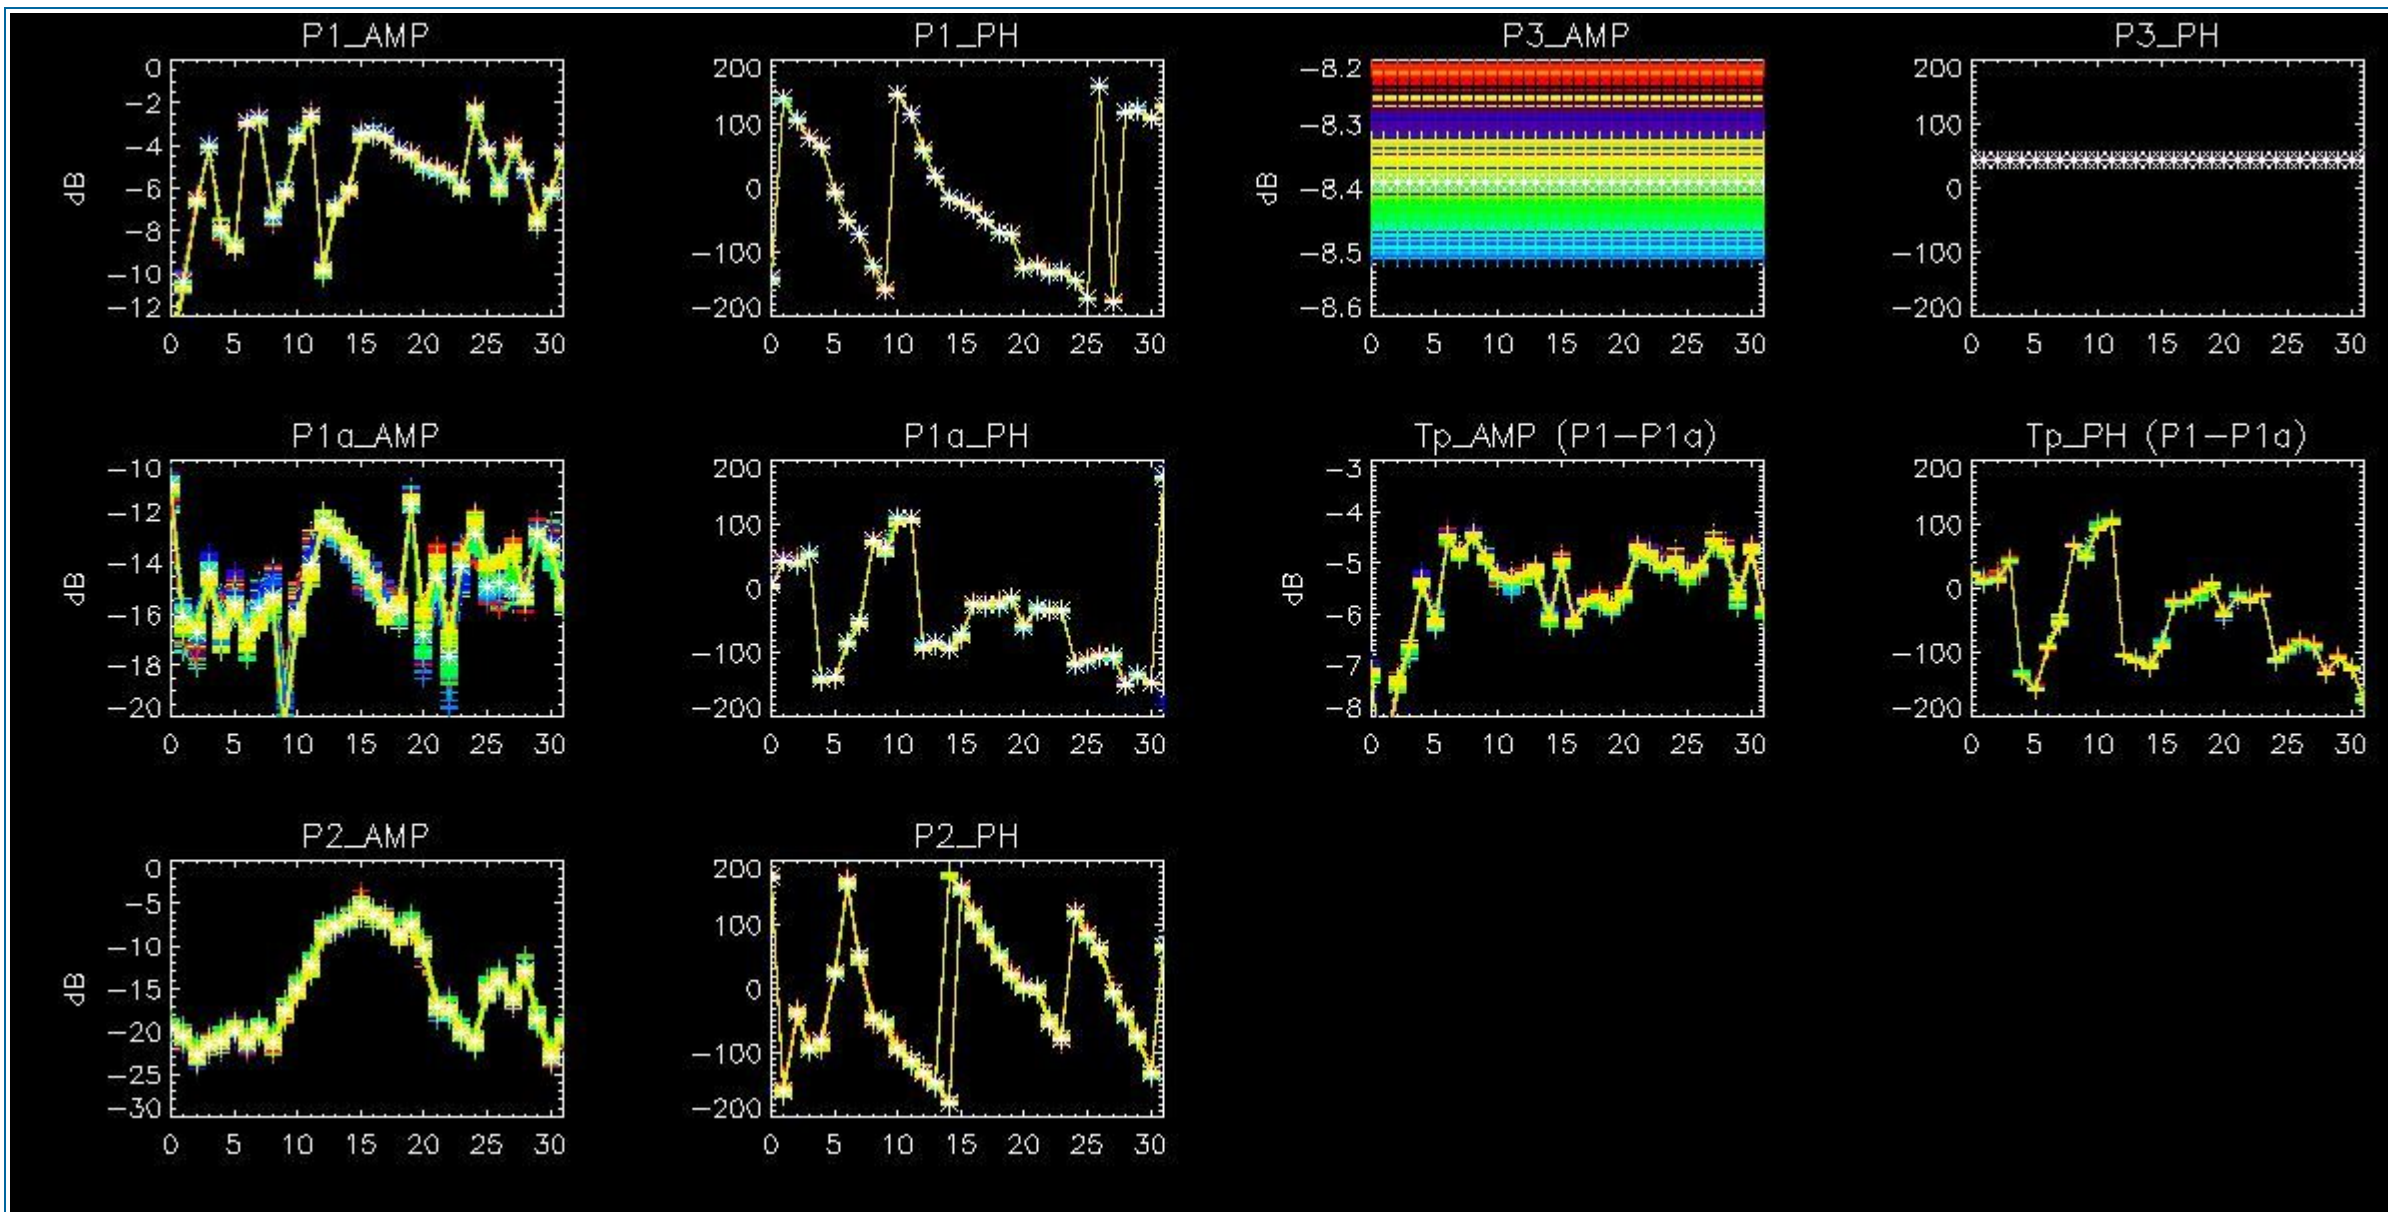 P1_AMP
0
−2
−4
−6
−8
−10
−12
dB
0 5 10 15 20 25 30
P1_PH
200
100
0
−100
−200
0 5 10 15 20 25 30
P3_AMP
−8.2
−8.3
−8.4
−8.5
−8.6
dB
0 5 10 15 20 25 30
P3_PH
200
100
0
−100
−200
0 5 10 15 20 25 30
P1a_AMP
−10
−12
−14
−16
−18
−20
dB
0 5 10 15 20 25 30
P1a_PH
200
100
0
−100
−200
0 5 10 15 20 25 30
Tp_AMP (P1−P1a)
−3
−4
−5
−6
−7
−8
dB
0 5 10 15 20 25 30
Tp_PH (P1−P1a)
200
100
0
−100
−200
0 5 10 15 20 25 30
P2_AMP
0
−5
−10
−15
−20
−25
−30
dB
0 5 10 15 20 25 30
P2_PH
200
100
0
−100
−200
0 5 10 15 20 25 30